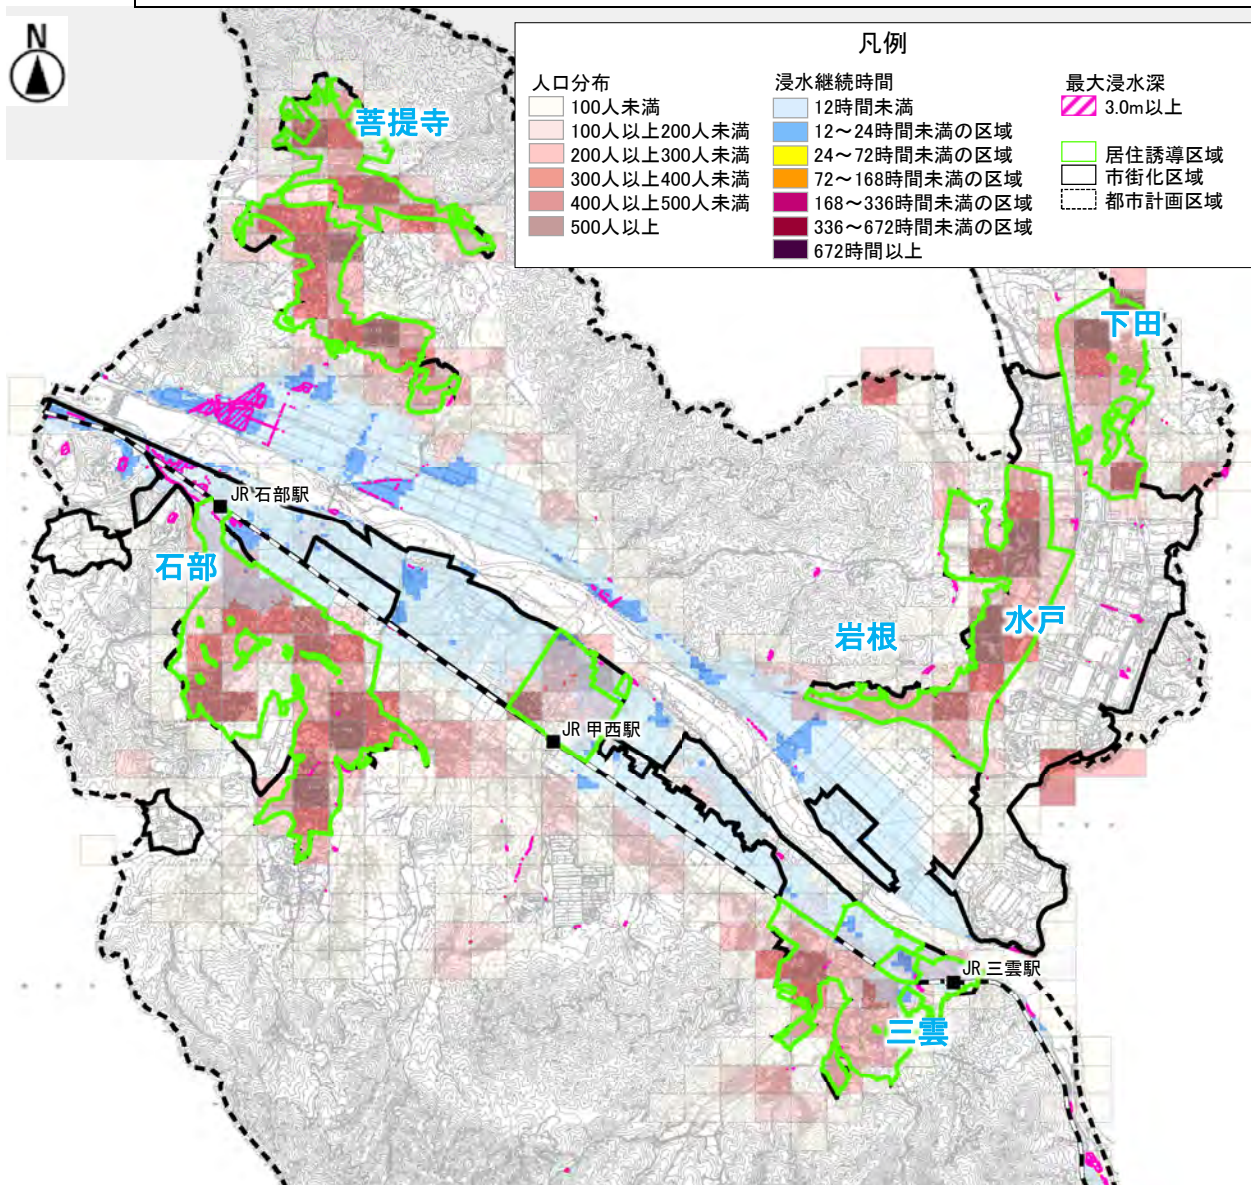 N
凡例
人口分布
100人未満
100人以上200人未満
200人以上300人未満
300人以上400人未満
400人以上500人未満
500人以上
浸水継続時間
12時間未満
12～24時間未満の区域
24～72時間未満の区域
72～168時間未満の区域
168～336時間未満の区域
336～672時間未満の区域
672時間以上
最大浸水深
3.0m以上
居住誘導区域
市街化区域
都市計画区域
菩提寺
下田
JR 石部駅
石部
水戸
岩根
JR 甲西駅
JR 三雲駅
三雲